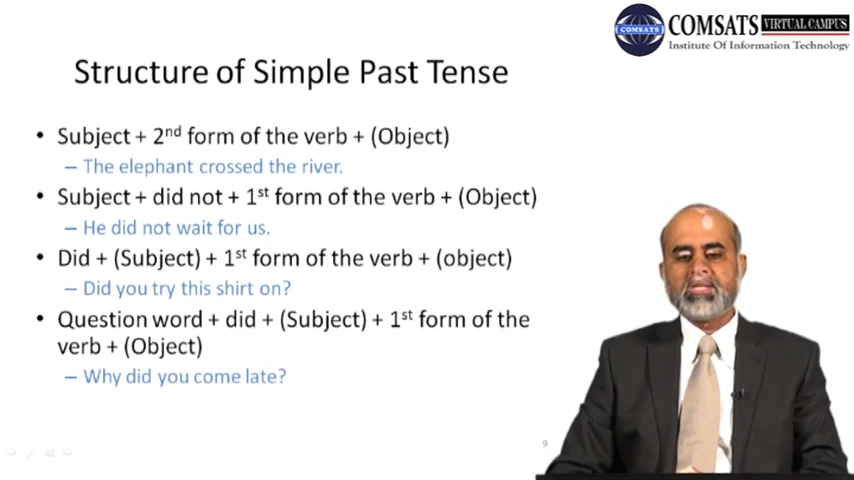 COMSATS
COMSATS VIRTUAL CAMPUS
Institute Of Information Technology
Structure of Simple Past Tense
• Subject + 2nd form of the verb + (Object)
– The elephant crossed the river.
• Subject + did not + 1st form of the verb + (Object)
– He did not wait for us.
• Did + (Subject) + 1st form of the verb + (object)
– Did you try this shirt on?
• Question word + did + (Subject) + 1st form of the
verb + (Object)
– Why did you come late?
9